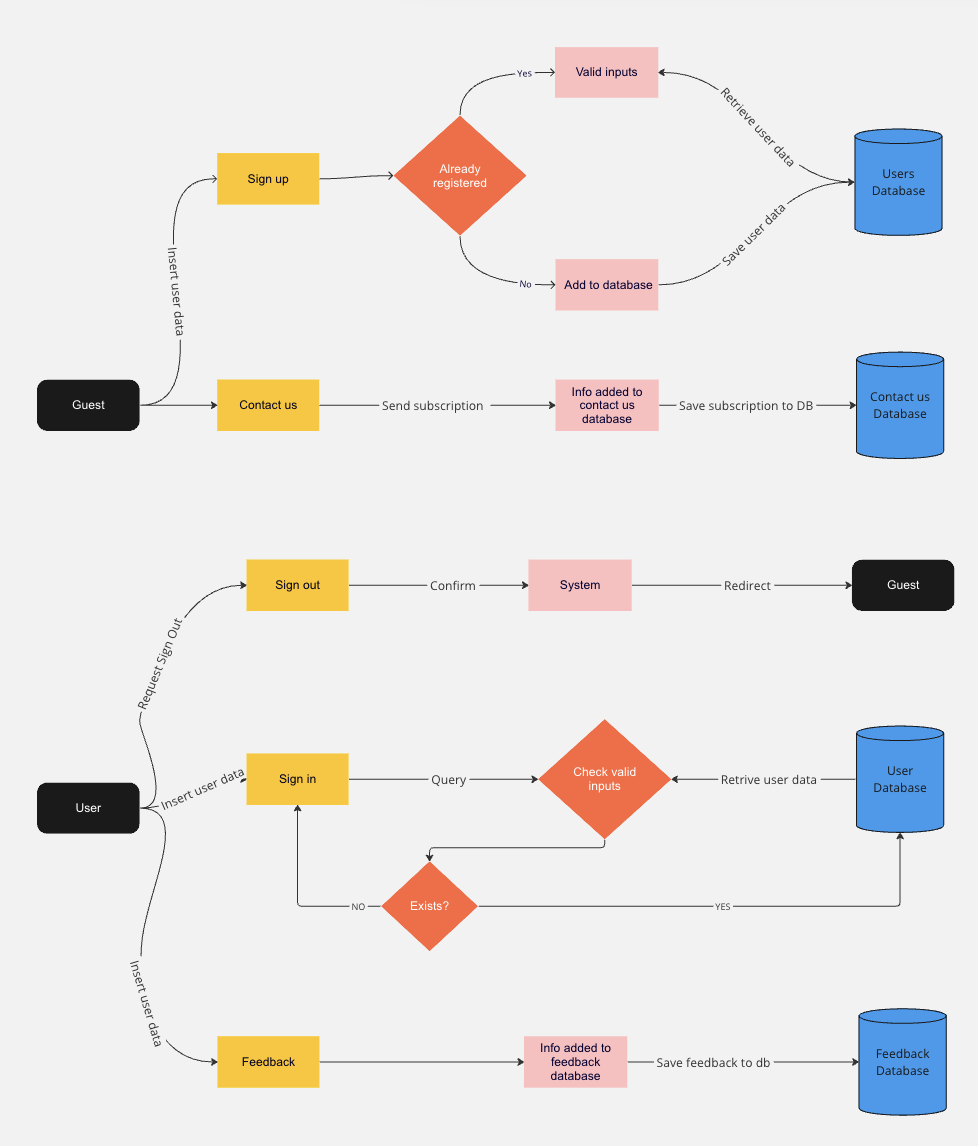 Yes
Valid inputs
Retrieve user data
Users
Database
Sign up
Already
registered
Insert user data
Save user data
No
Add to database
Guest
Contact us
Send subscription
Info added to
contact us
database
Save subscription to DB
Contact us
Database
Sign out
Confirm
System
Redirect
Guest
Request Sign Out
User
Insert user data
Sign in
Query
Check valid
inputs
Retrive user data
User
Database
NO
Exists?
YES
Insert user data
Feedback
Info added to
feedback
database
Save feedback to db
Feedback
Database